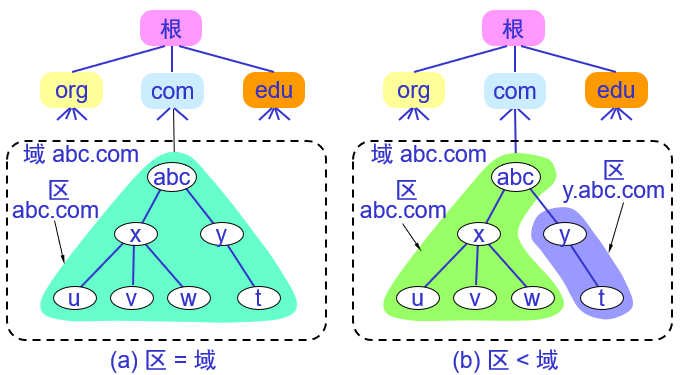 根
org
com
edu
域 abc.com
区
abc.com
abc
x
y
u
v
w
t
(a) 区 = 域
根
org
com
edu
域 abc.com
区
abc.com
区
y.abc.com
abc
x
y
u
v
w
t
(b) 区 < 域